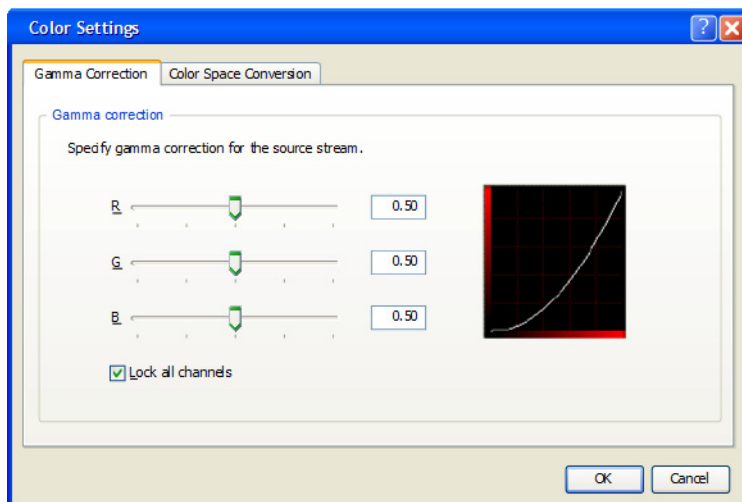 Color Settings
Gamma Correction
Color Space Conversion
Gamma correction
Specify gamma correction for the source stream.
R 0.50
G 0.50
B 0.50
Lock all channels
OK
Cancel